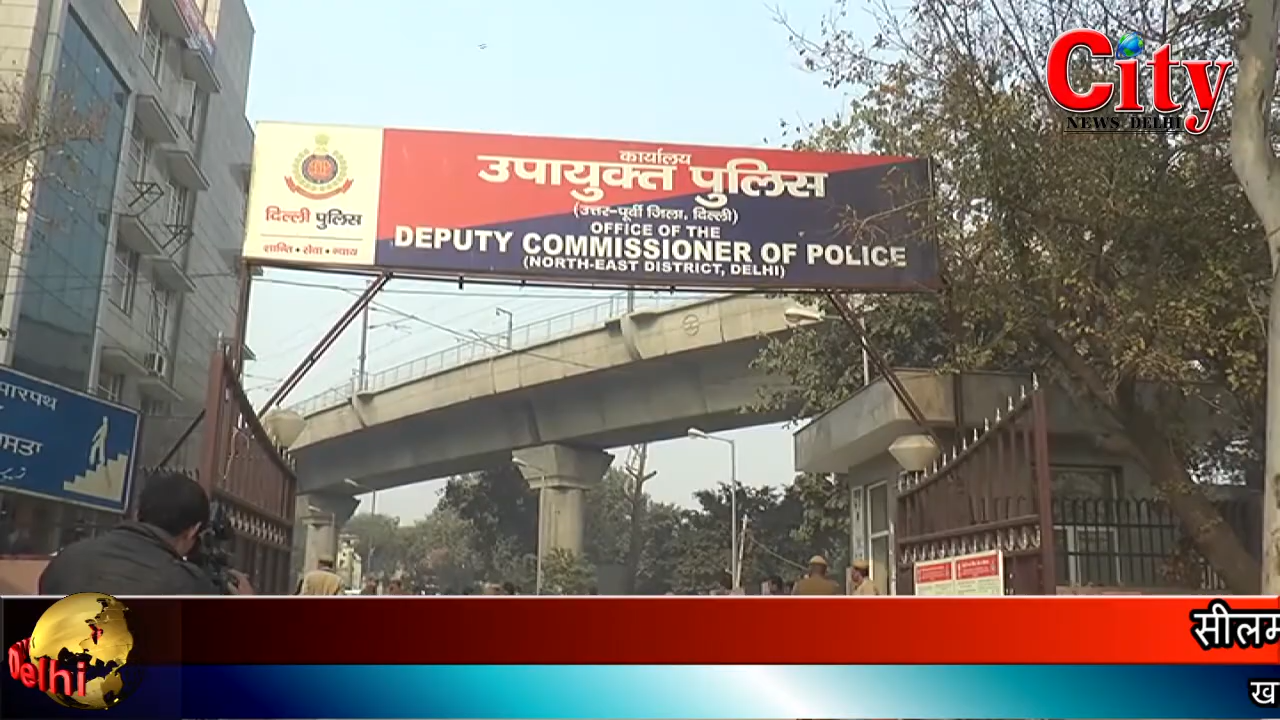 City
NEWS DELHI
कार्यालय
उपायुक्त पुलिस
(उत्तर-पूर्वी जिला, दिल्ली)
OFFICE OF THE
DEPUTY COMMISSIONER OF POLICE
(NORTH-EAST DISTRICT, DELHI)
दिल्ली पुलिस
शान्ति • सेवा • न्याय
Delhi
सीलम
ख